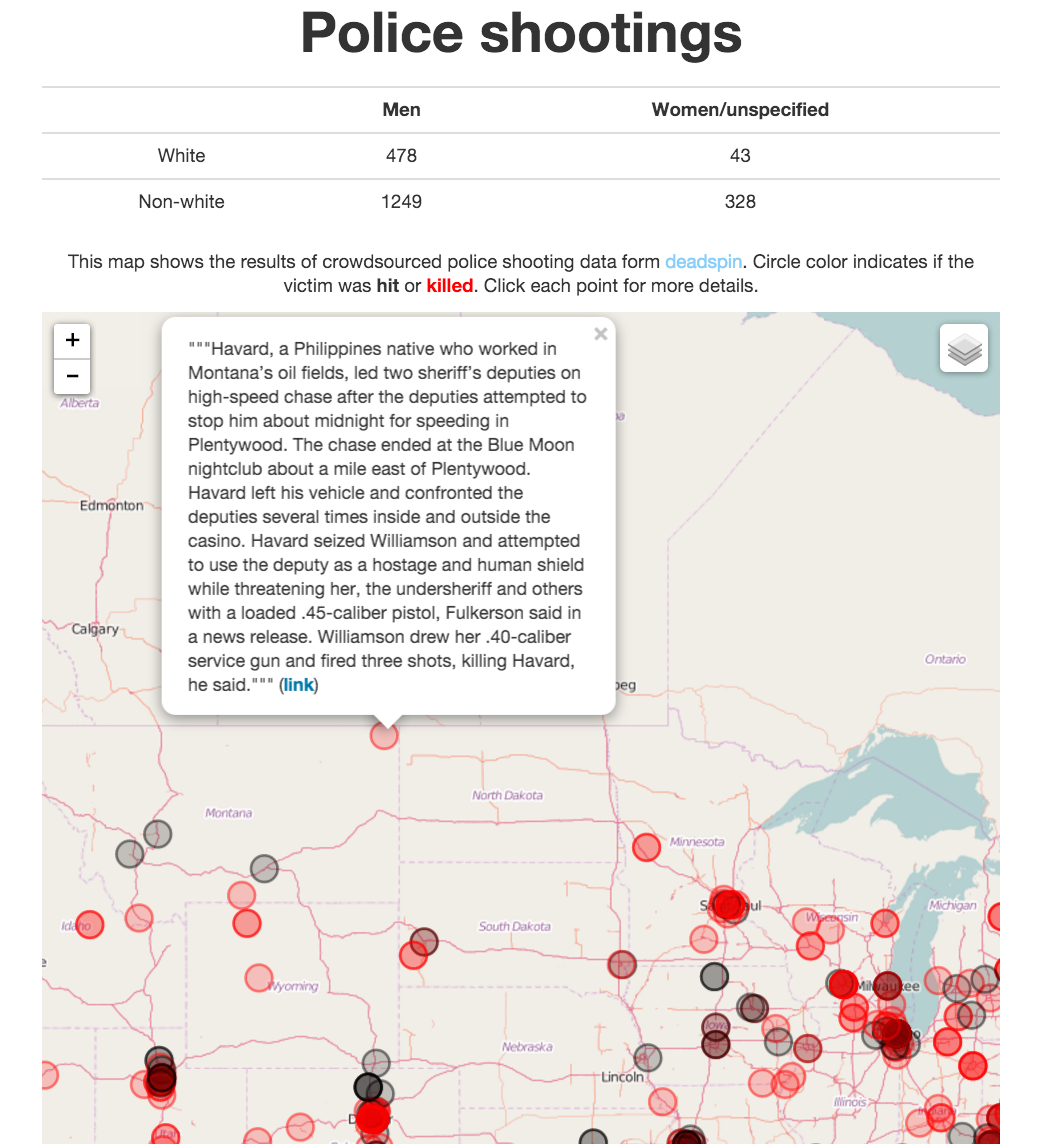 Police shootings
Men Women/unspecified
White 478 43
Non-white 1249 328
This map shows the results of crowdsourced police shooting data form deadspin. Circle color indicates if the
victim was hit or killed. Click each point for more details.
+
−
×
"""Havard, a Philippines native who worked in
Montana’s oil fields, led two sheriff’s deputies on
high-speed chase after the deputies attempted to
stop him about midnight for speeding in
Plentywood. The chase ended at the Blue Moon
nightclub about a mile east of Plentywood.
Havard left his vehicle and confronted the
deputies several times inside and outside the
casino. Havard seized Williamson and attempted
to use the deputy as a hostage and human shield
while threatening her, the undersheriff and others
with a loaded .45-caliber pistol, Fulkerson said in
a news release. Williamson drew her .40-caliber
service gun and fired three shots, killing Havard,
he said.""" (link)
Alberta
Edmonton
Calgary
Ontario
North Dakota
Montana
Minnesota
Michigan
Wisconsin
Idaho
South Dakota
Wyoming
Milwaukee
Iowa
Nebraska
Lincoln
Illinois
Indiana
Utah